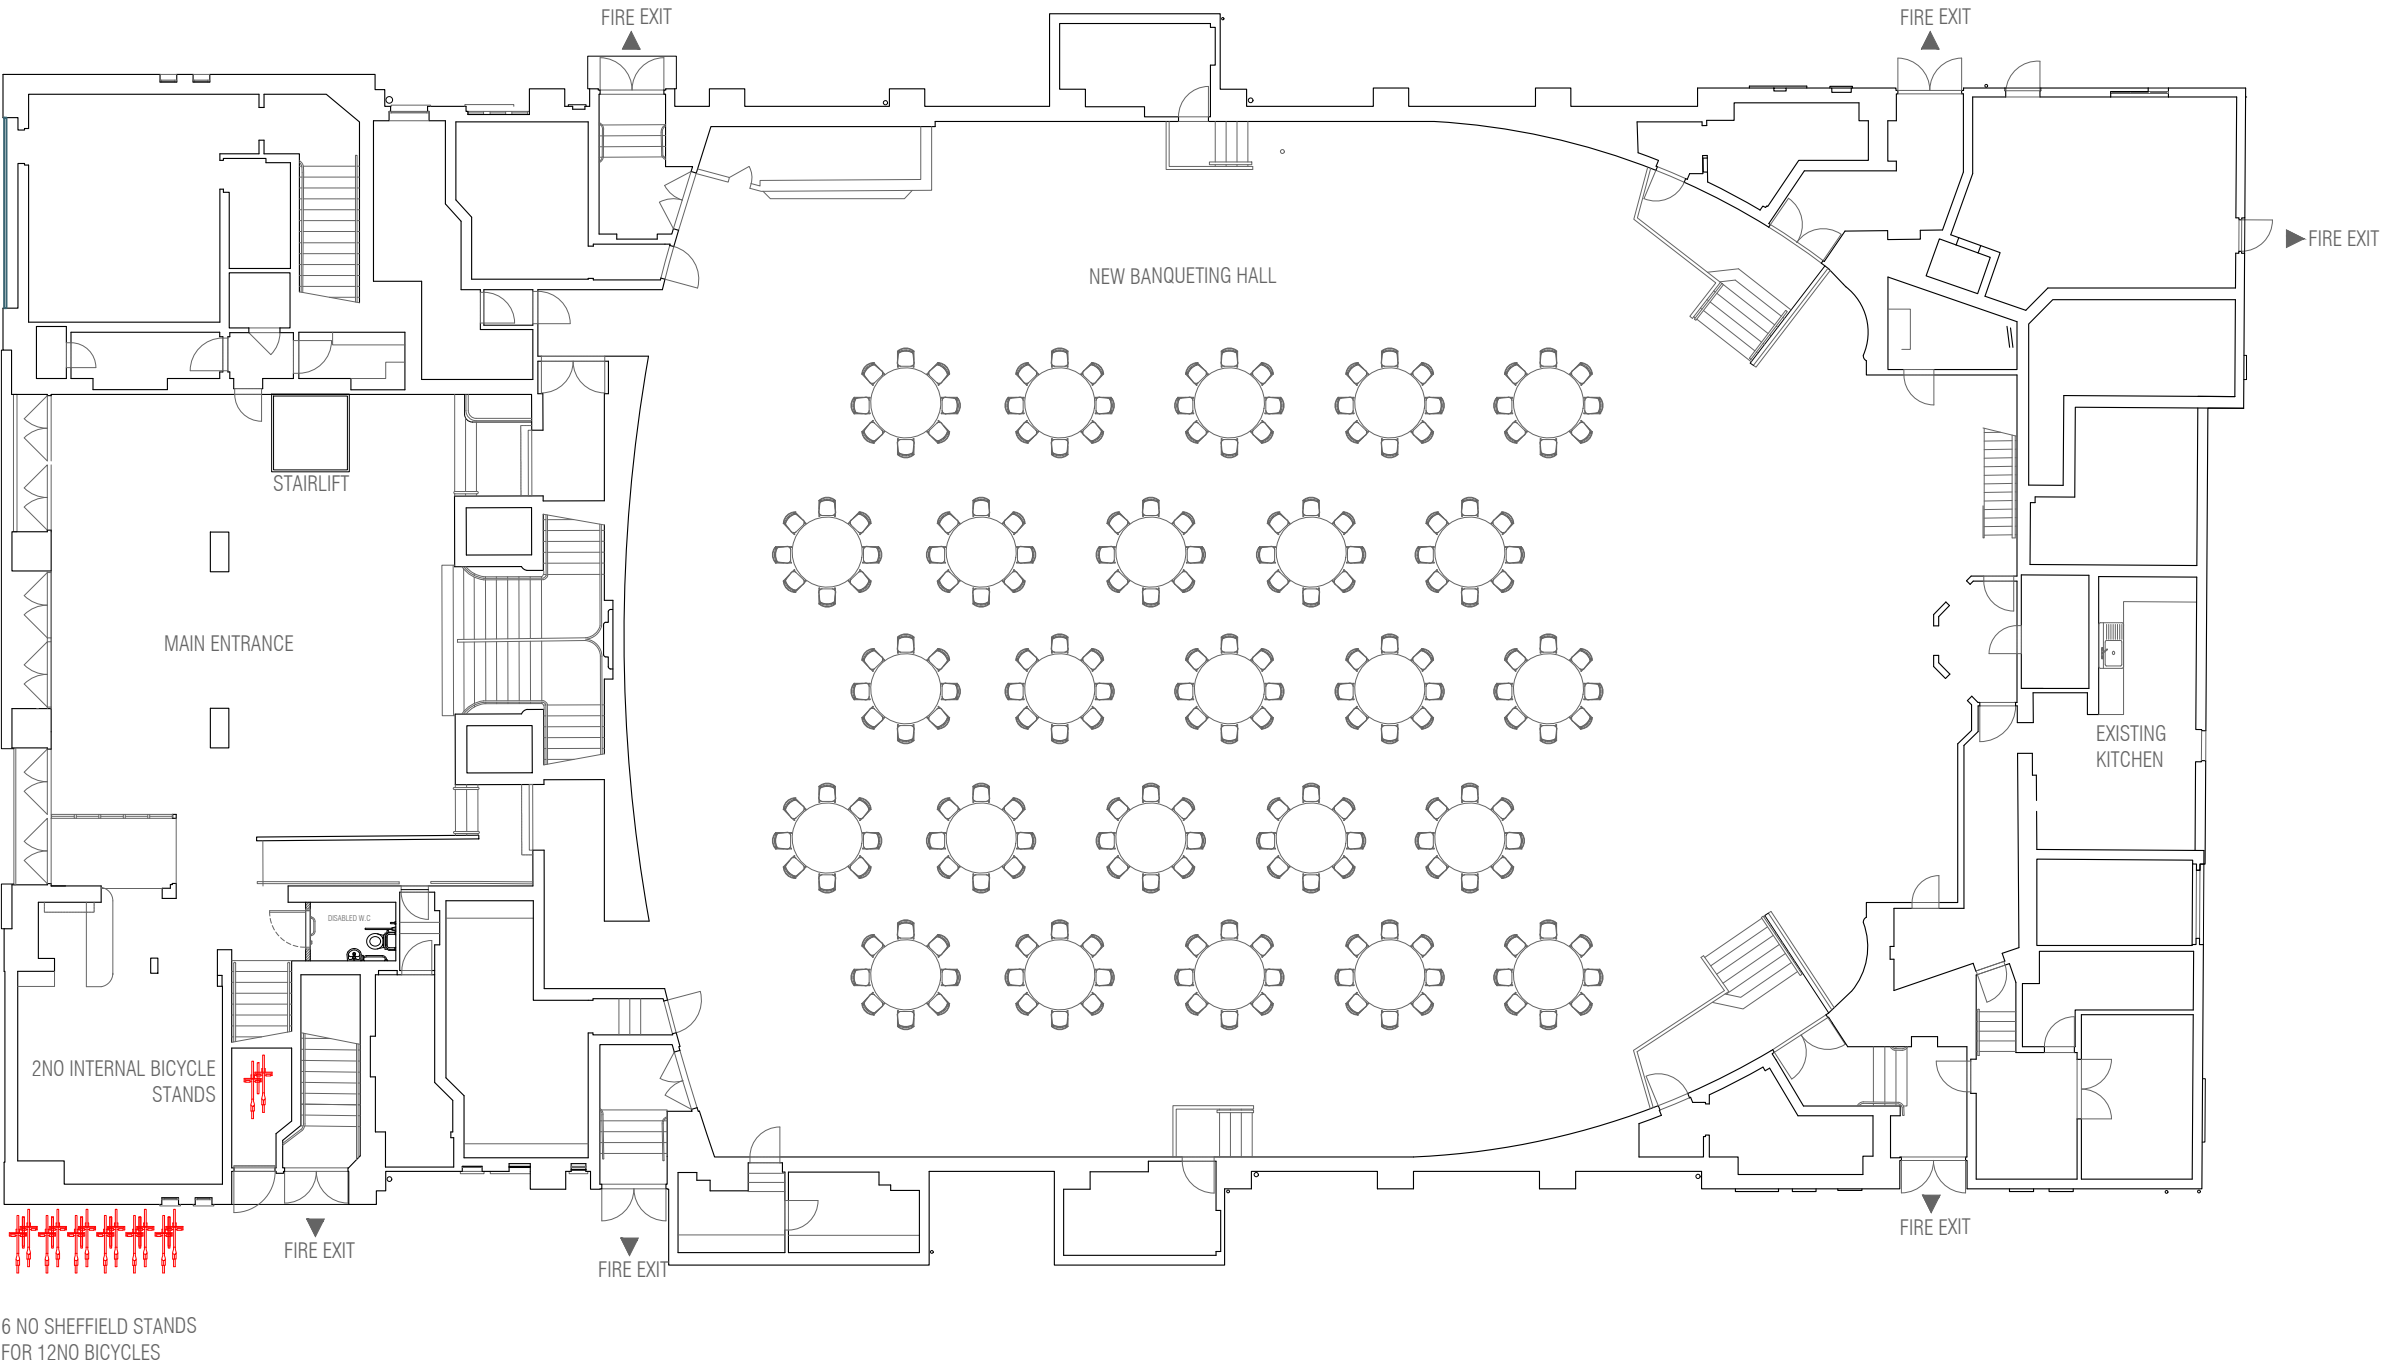 FIRE EXIT
FIRE EXIT
FIRE EXIT
NEW BANQUETING HALL
STAIRLIFT
MAIN ENTRANCE
EXISTING
KITCHEN
DISABLED W.C
2NO INTERNAL BICYCLE
STANDS
FIRE EXIT
FIRE EXIT
FIRE EXIT
6 NO SHEFFIELD STANDS
FOR 12NO BICYCLES